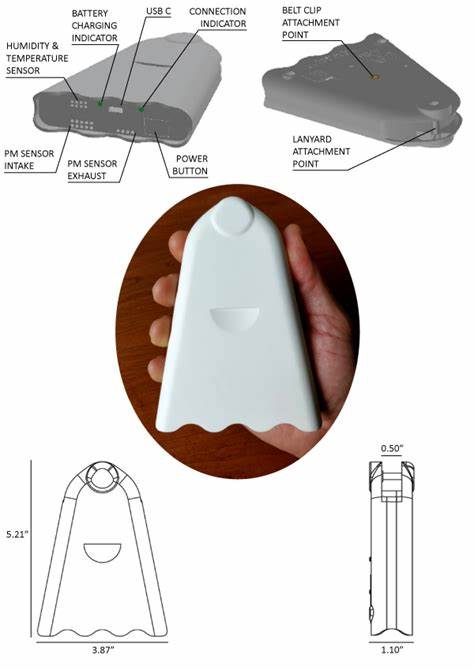 BATTERY
CHARGING
INDICATOR
USB C
CONNECTION
INDICATOR
BELT CLIP
ATTACHMENT
POINT
HUMIDITY &
TEMPERATURE
SENSOR
PM SENSOR
INTAKE
PM SENSOR
EXHAUST
POWER
BUTTON
LANYARD
ATTACHMENT
POINT
0.50"
5.21"
3.87"
1.10"